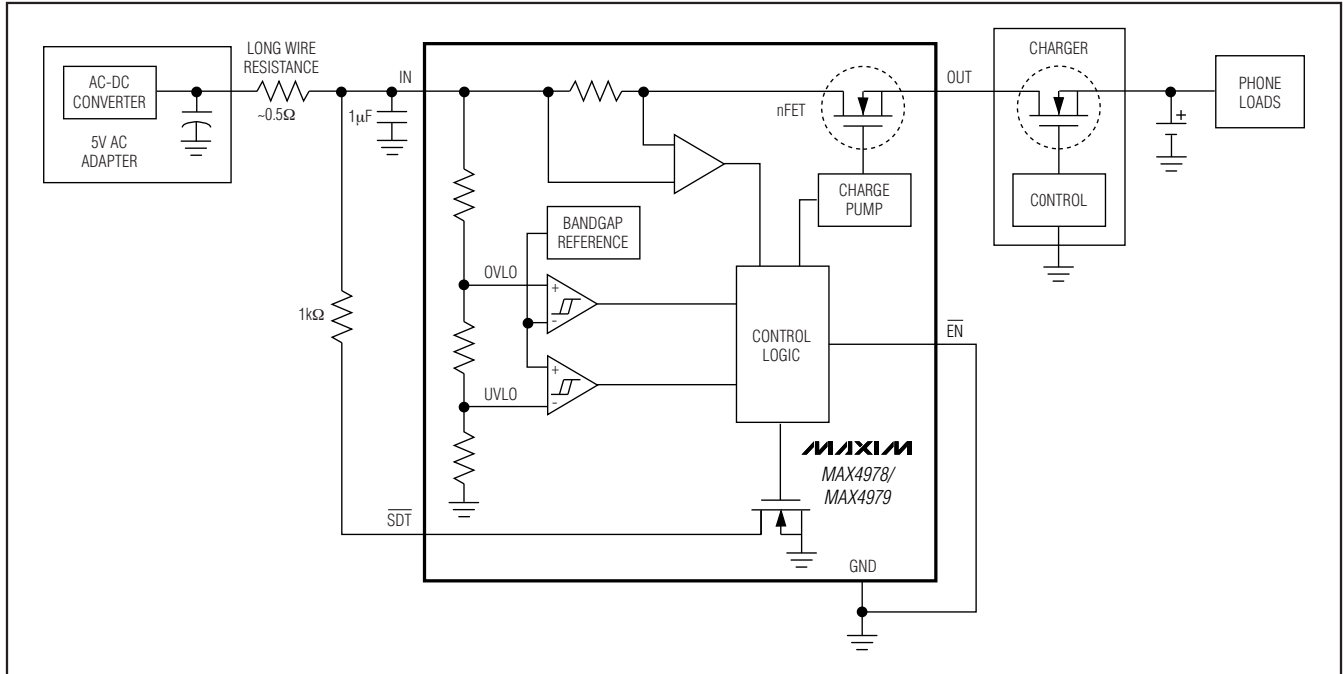 LONG WIRE
RESISTANCE
~0.5Ω
AC-DC
CONVERTER
5V AC
ADAPTER
IN
1µF
1kΩ
OVLO
UVLO
+
-
+
-
BANDGAP
REFERENCE
nFET
CHARGE
PUMP
CONTROL
LOGIC
OUT
EN
SDT
GND
MAXIM
MAX4978/
MAX4979
CHARGER
CONTROL
+
PHONE
LOADS